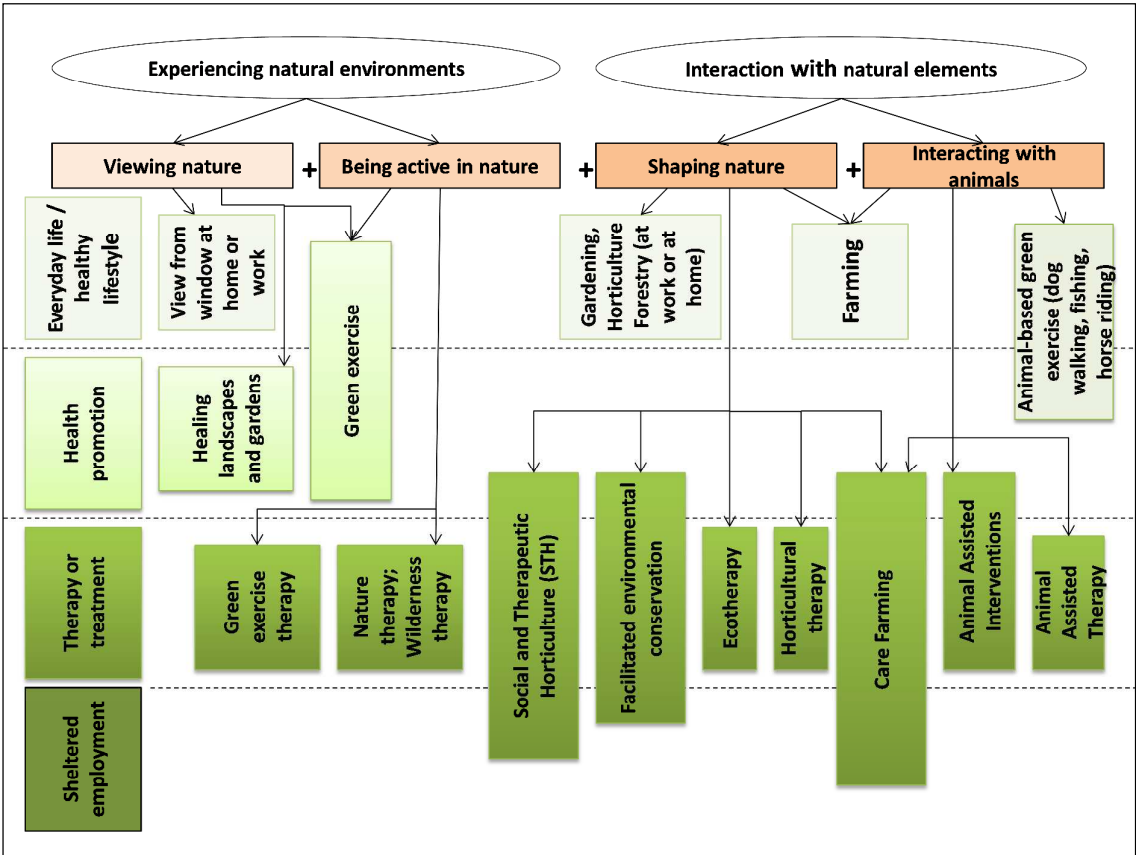 Experiencing natural environments
Interaction with natural elements
Viewing nature
+
Being active in nature
+
Shaping nature
+
Interacting with
animals
Everyday life /
healthy
lifestyle
View from
window at
home or
work
Green exercise
Gardening,
Horticulture
Forestry (at
work or at
home)
Farming
Animal-based green
exercise (dog
walking, fishing,
horse riding)
Health
promotion
Healing
landscapes
and gardens
Therapy or
treatment
Green
exercise
therapy
Nature
therapy;
Wilderness
therapy
Social and Therapeutic
Horticulture (STH)
Facilitated environmental
conservation
Ecotherapy
Horticultural
therapy
Care Farming
Animal Assisted
Interventions
Animal
Assisted
Therapy
Sheltered
employment